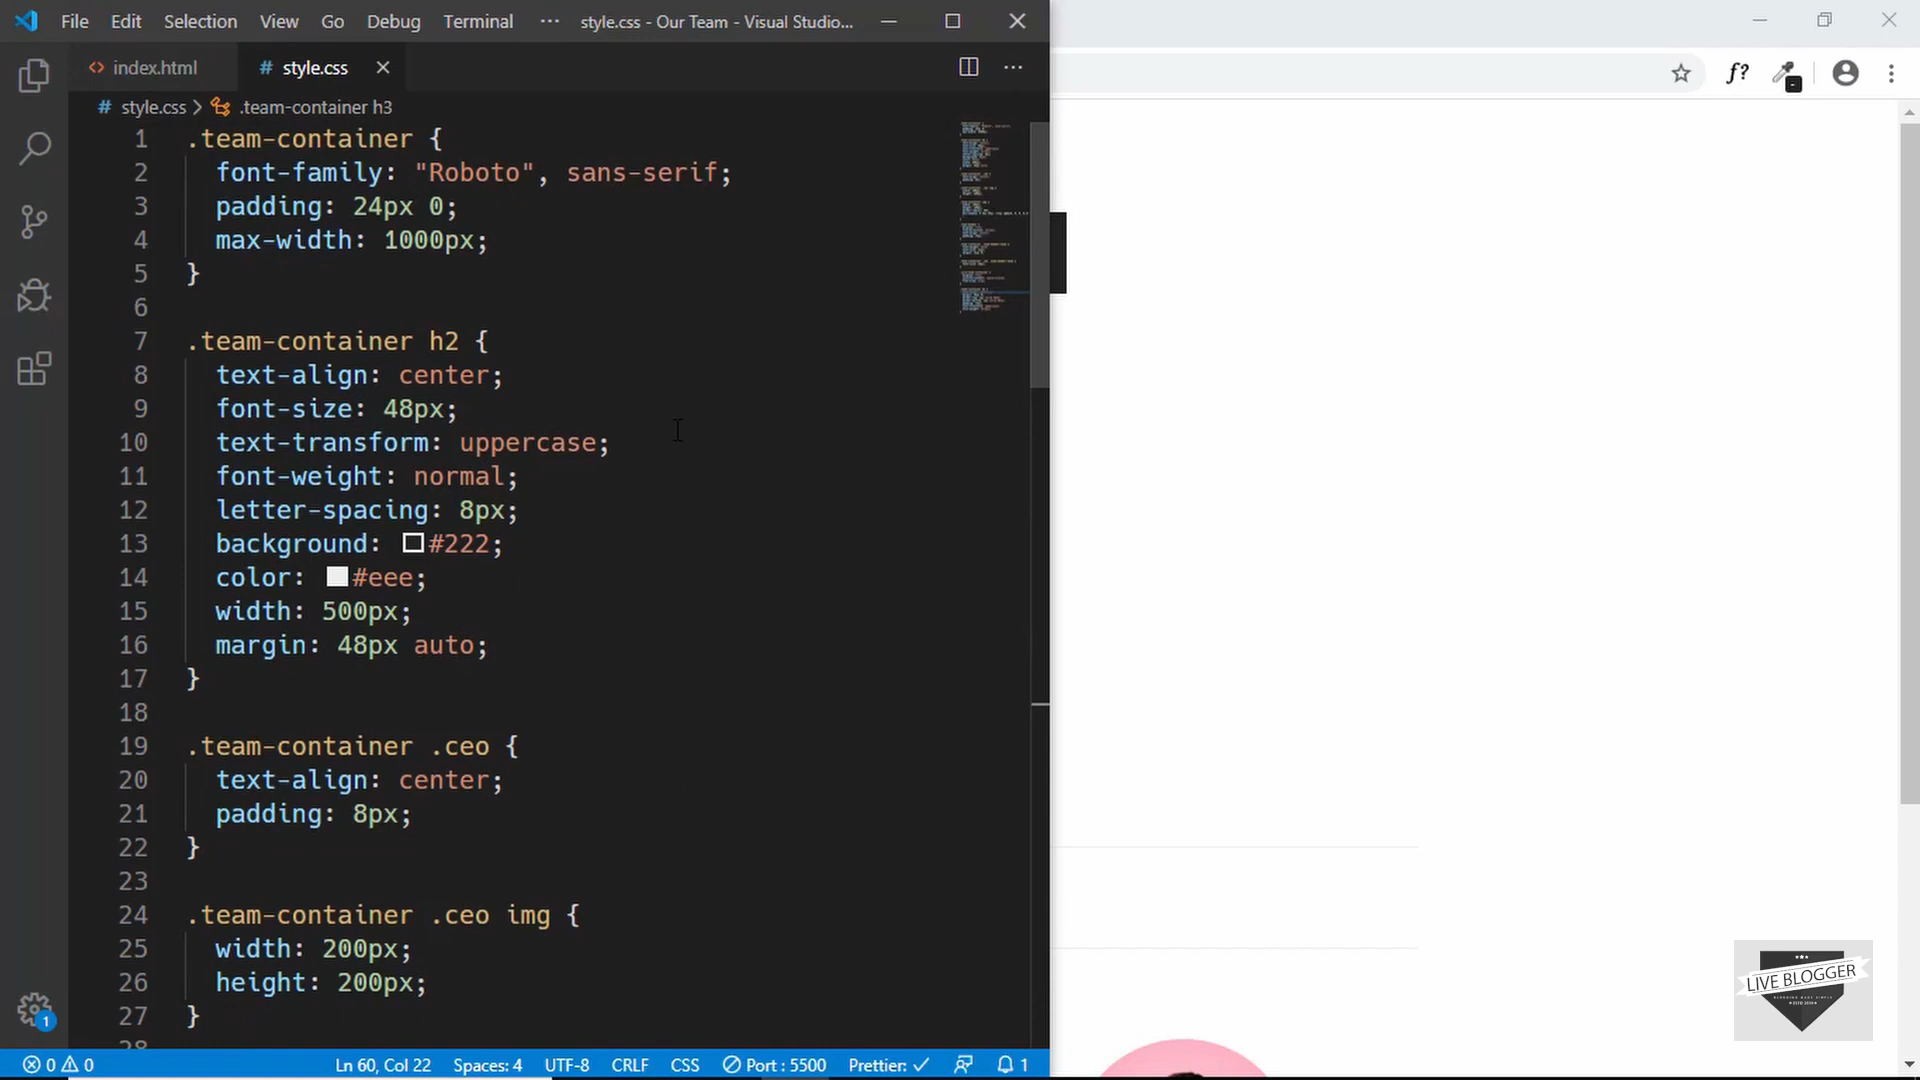 File Edit Selection View Go Debug Terminal ··· style.css - Our Team - Visual Studio...
<> index.html # style.css
# style.css > .team-container h3
1 .team-container {
2 font-family: "Roboto", sans-serif;
3 padding: 24px 0;
4 max-width: 1000px;
5 }
6
7 .team-container h2 {
8 text-align: center;
9 font-size: 48px;
10 text-transform: uppercase;
11 font-weight: normal;
12 letter-spacing: 8px;
13 background: #222;
14 color: #eee;
15 width: 500px;
16 margin: 48px auto;
17 }
18
19 .team-container .ceo {
20 text-align: center;
21 padding: 8px;
22 }
23
24 .team-container .ceo img {
25 width: 200px;
26 height: 200px;
27 }
28
1
0 0 Ln 60, Col 22 Spaces: 4 UTF-8 CRLF CSS Port : 5500 Prettier: ✓ 1
f?
LIVE BLOGGER